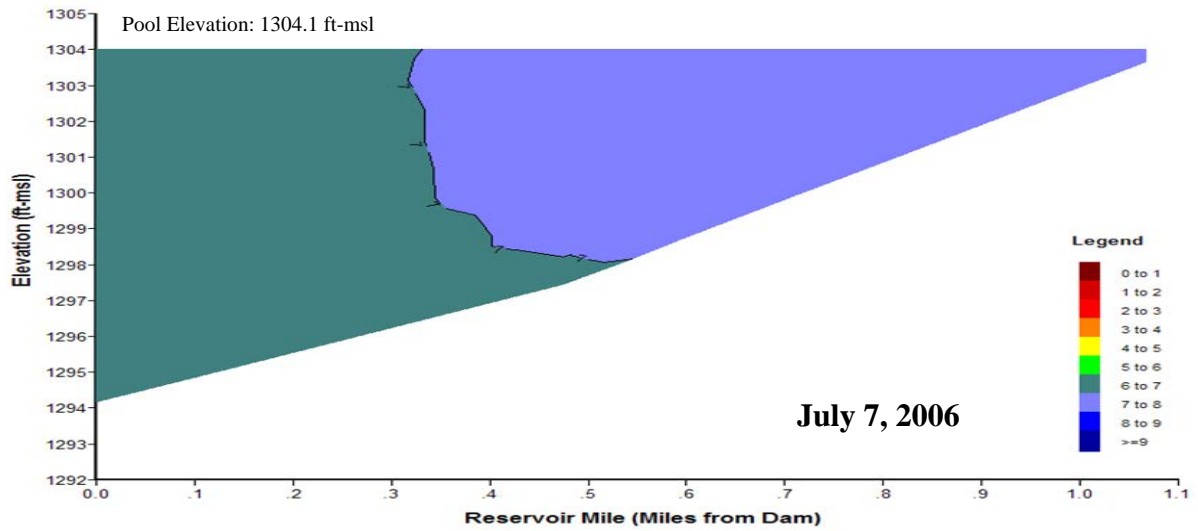 Pool Elevation: 1304.1 ft-msl
1305
1304
1303
1302
1301
1300
1299
1298
1297
1296
1295
1294
1293
1292
Elevation (ft-msl)
Legend
0 to 1
1 to 2
2 to 3
3 to 4
4 to 5
5 to 6
6 to 7
7 to 8
8 to 9
>=9
July 7, 2006
0.0 .1 .2 .3 .4 .5 .6 .7 .8 .9 1.0 1.1
Reservoir Mile (Miles from Dam)